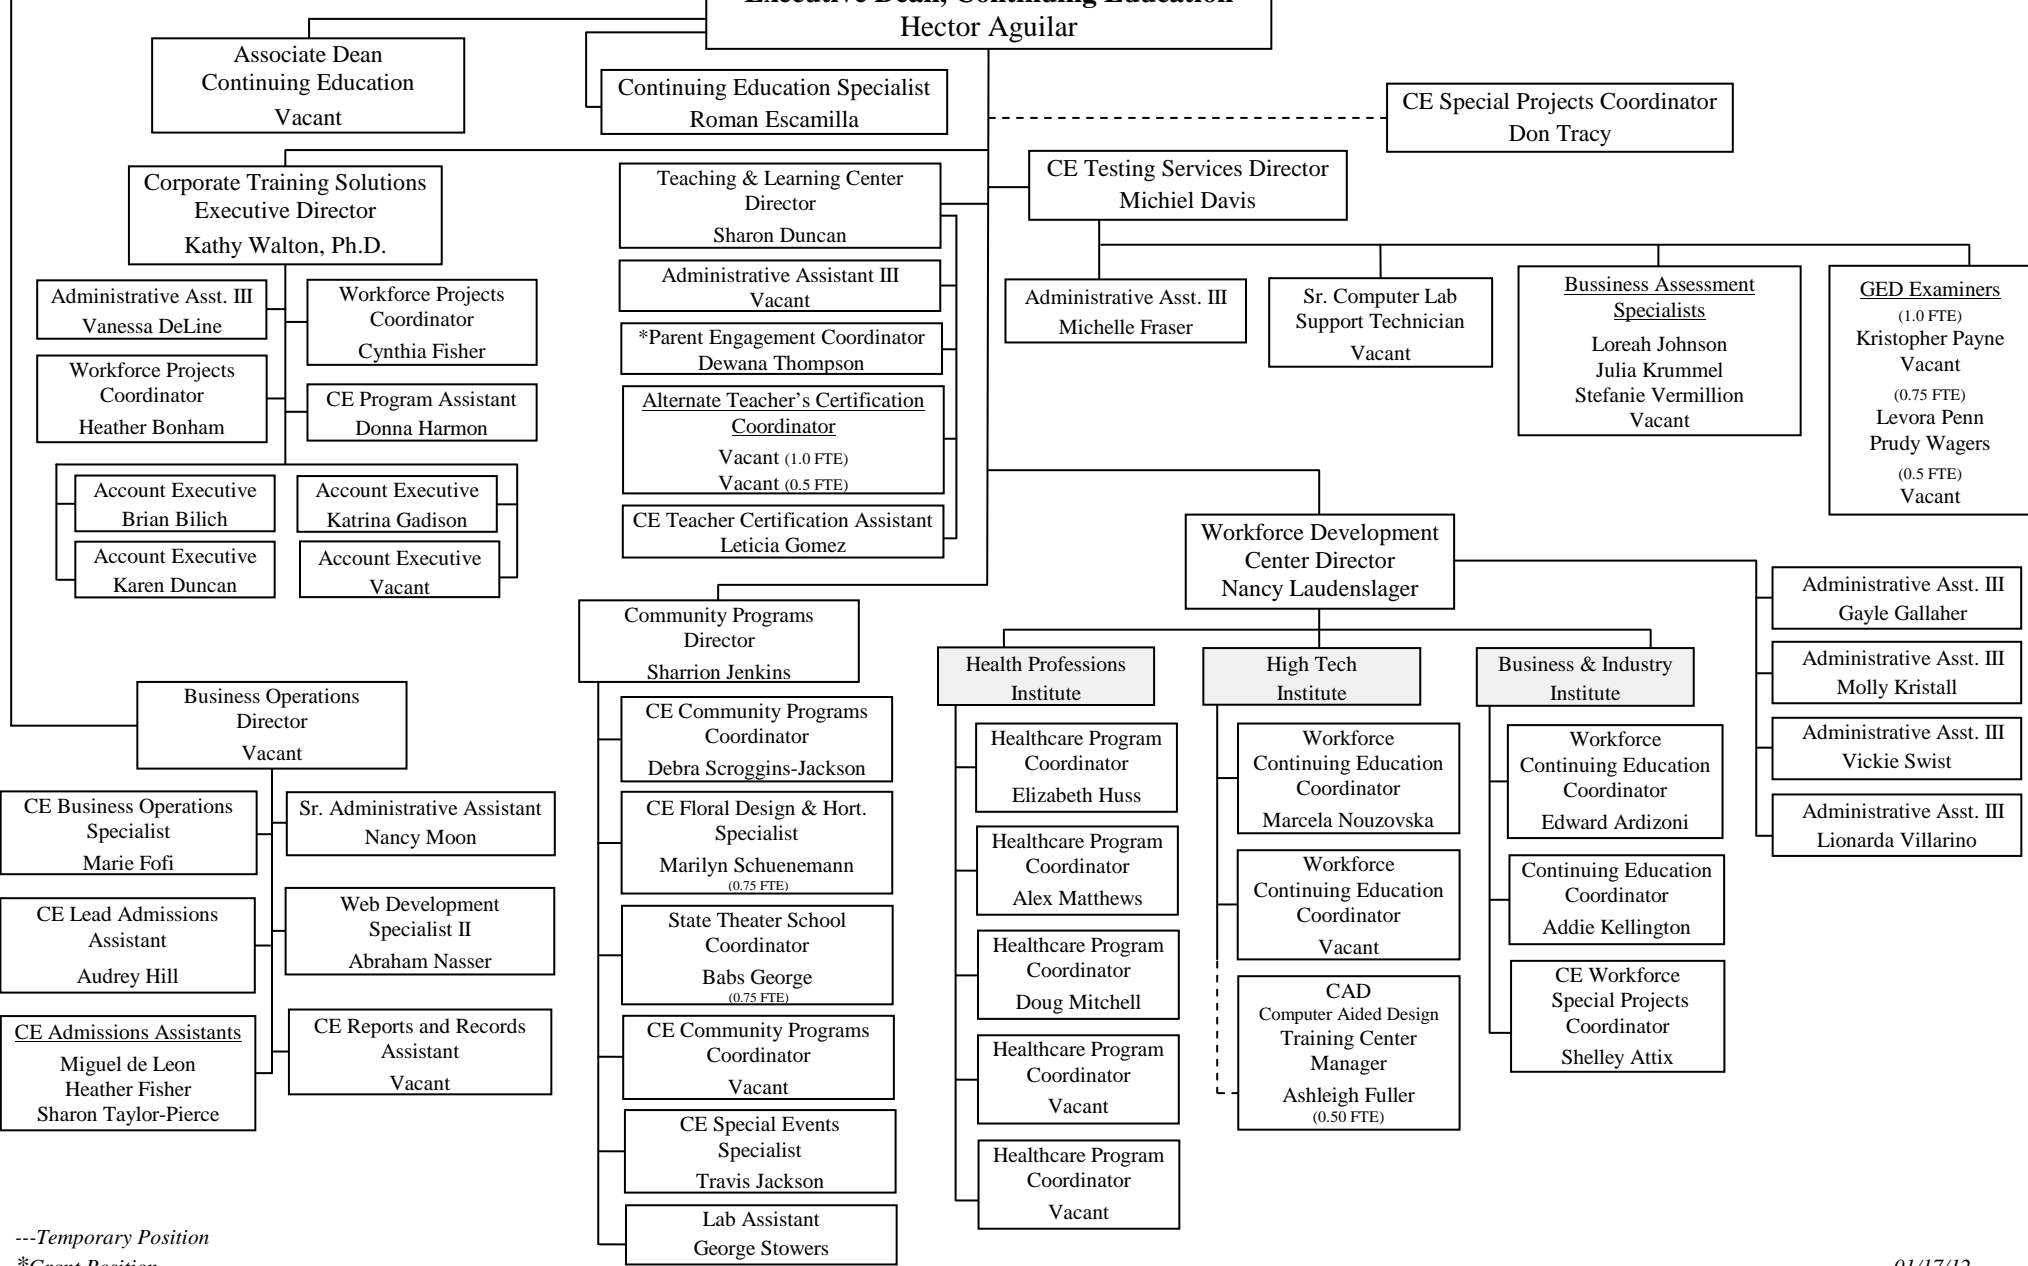 Executive Dean, Continuing Education
Hector Aguilar
Associate Dean
Continuing Education
Vacant
Continuing Education Specialist
Roman Escamilla
CE Special Projects Coordinator
Don Tracy
Corporate Training Solutions
Executive Director
Kathy Walton, Ph.D.
Administrative Asst. III
Vanessa DeLine
Workforce Projects
Coordinator
Cynthia Fisher
Workforce Projects
Coordinator
Heather Bonham
CE Program Assistant
Donna Harmon
Account Executive
Brian Bilich
Account Executive
Katrina Gadison
Account Executive
Karen Duncan
Account Executive
Vacant
Teaching & Learning Center
Director
Sharon Duncan
Administrative Assistant III
Vacant
*Parent Engagement Coordinator
Dewana Thompson
Alternate Teacher’s Certification
Coordinator
Vacant (1.0 FTE)
Vacant (0.5 FTE)
CE Teacher Certification Assistant
Leticia Gomez
CE Testing Services Director
Michiel Davis
Administrative Asst. III
Michelle Fraser
Sr. Computer Lab
Support Technician
Vacant
Bussiness Assessment
Specialists
Loreah Johnson
Julia Krummel
Stefanie Vermillion
Vacant
GED Examiners
(1.0 FTE)
Kristopher Payne
Vacant
(0.75 FTE)
Levora Penn
Prudy Wagers
(0.5 FTE)
Vacant
Workforce Development
Center Director
Nancy Laudenslager
Administrative Asst. III
Gayle Gallaher
Administrative Asst. III
Molly Kristall
Administrative Asst. III
Vickie Swist
Administrative Asst. III
Lionarda Villarino
Business Operations
Director
Vacant
CE Business Operations
Specialist
Marie Fofi
Sr. Administrative Assistant
Nancy Moon
CE Lead Admissions
Assistant
Audrey Hill
Web Development
Specialist II
Abraham Nasser
CE Admissions Assistants
Miguel de Leon
Heather Fisher
Sharon Taylor-Pierce
CE Reports and Records
Assistant
Vacant
Community Programs
Director
Sharrion Jenkins
CE Community Programs
Coordinator
Debra Scroggins-Jackson
CE Floral Design & Hort.
Specialist
Marilyn Schuenemann
(0.75 FTE)
State Theater School
Coordinator
Babs George
(0.75 FTE)
CE Community Programs
Coordinator
Vacant
CE Special Events
Specialist
Travis Jackson
Lab Assistant
George Stowers
Health Professions
Institute
Healthcare Program
Coordinator
Elizabeth Huss
Healthcare Program
Coordinator
Alex Matthews
Healthcare Program
Coordinator
Doug Mitchell
Healthcare Program
Coordinator
Vacant
Healthcare Program
Coordinator
Vacant
High Tech
Institute
Workforce
Continuing Education
Coordinator
Marcela Nouzovska
Workforce
Continuing Education
Coordinator
Vacant
CAD
Computer Aided Design
Training Center
Manager
Ashleigh Fuller
(0.50 FTE)
Business & Industry
Institute
Workforce
Continuing Education
Coordinator
Edward Ardizoni
Continuing Education
Coordinator
Addie Kellington
CE Workforce
Special Projects
Coordinator
Shelley Attix
---Temporary Position
*Grant Position
01/17/12